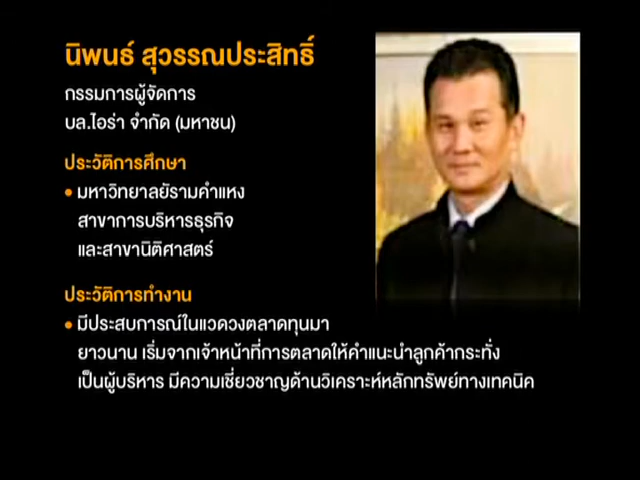 นิพนธ์ สุวรรณประสิทธิ์
กรรมการผู้จัดการ
บล.ไอร่า จำกัด (มหาชน)
ประวัติการศึกษา
• มหาวิทยาลัยรามคำแหง
สาขาการบริหารธุรกิจ
และสาขานิติศาสตร์
ประวัติการทำงาน
• มีประสบการณ์ในแวดวงตลาดทุนมา
ยาวนาน เริ่มจากเจ้าหน้าที่การตลาดให้คำแนะนำลูกค้ากระทั่ง
เป็นผู้บริหาร มีความเชี่ยวชาญด้านวิเคราะห์หลักทรัพย์ทางเทคนิค